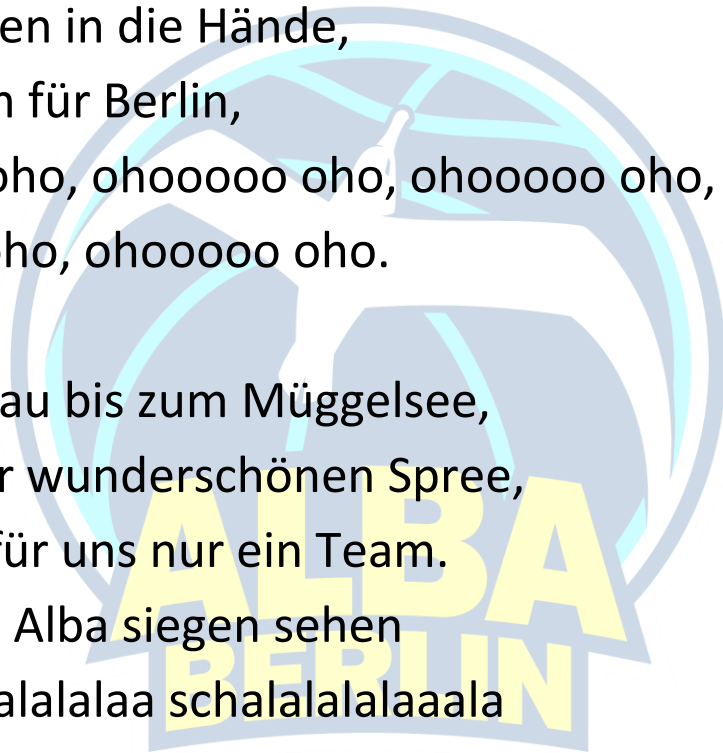 en in die Hände,
n für Berlin,
oho, ohooooo oho, ohooooo oho,
oho, ohooooo oho.
au bis zum Müggelsee,
r wunderschönen Spree,
für uns nur ein Team.
Alba siegen sehen
alalalaa schalalalalaaala
ALBA
BERLIN